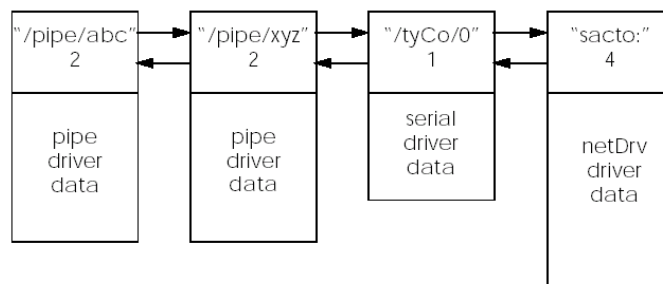 “/pipe/abc”
2
pipe
driver
data
“/pipe/xyz”
2
pipe
driver
data
“/tyCo/0”
1
serial
driver
data
“sacto:”
4
netDrv
driver
data